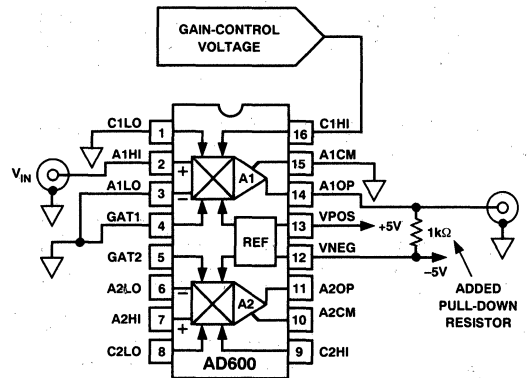 GAIN-CONTROL
VOLTAGE
C1LO
1
16
C1HI
A1HI
2
15
A1CM
VIN
+
A1
A1LO
3
–
14
A1OP
GAT1
4
13
VPOS
+5V
1kΩ
REF
GAT2
5
12
VNEG
–5V
A2LO
6
–
11
A2OP
ADDED
PULL-DOWN
RESISTOR
A2
A2HI
7
+
10
A2CM
C2LO
8
9
C2HI
AD600